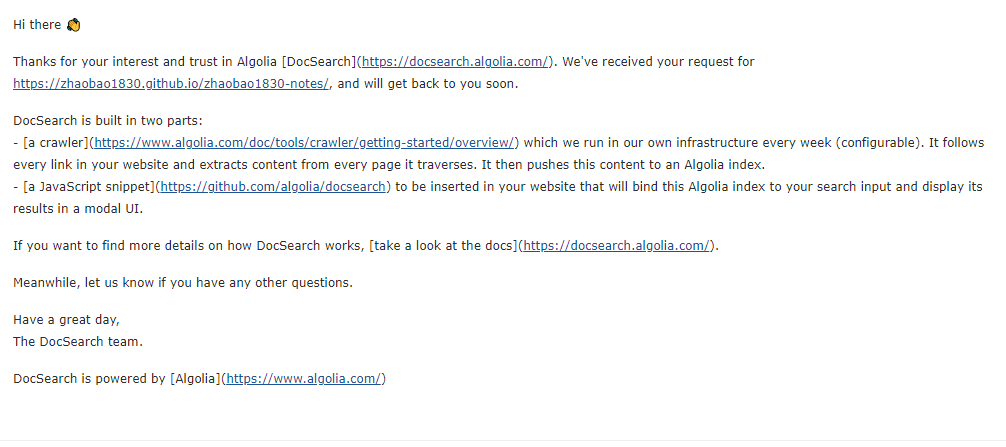 Hi there 👏
Thanks for your interest and trust in Algolia [DocSearch](https://docsearch.algolia.com/). We've received your request for
https://zhaobao1830.github.io/zhaobao1830-notes/, and will get back to you soon.
DocSearch is built in two parts:
- [a crawler](https://www.algolia.com/doc/tools/crawler/getting-started/overview/) which we run in our own infrastructure every week (configurable). It follows
every link in your website and extracts content from every page it traverses. It then pushes this content to an Algolia index.
- [a JavaScript snippet](https://github.com/algolia/docsearch) to be inserted in your website that will bind this Algolia index to your search input and display its
results in a modal UI.
If you want to find more details on how DocSearch works, [take a look at the docs](https://docsearch.algolia.com/).
Meanwhile, let us know if you have any other questions.
Have a great day,
The DocSearch team.
DocSearch is powered by [Algolia](https://www.algolia.com/)